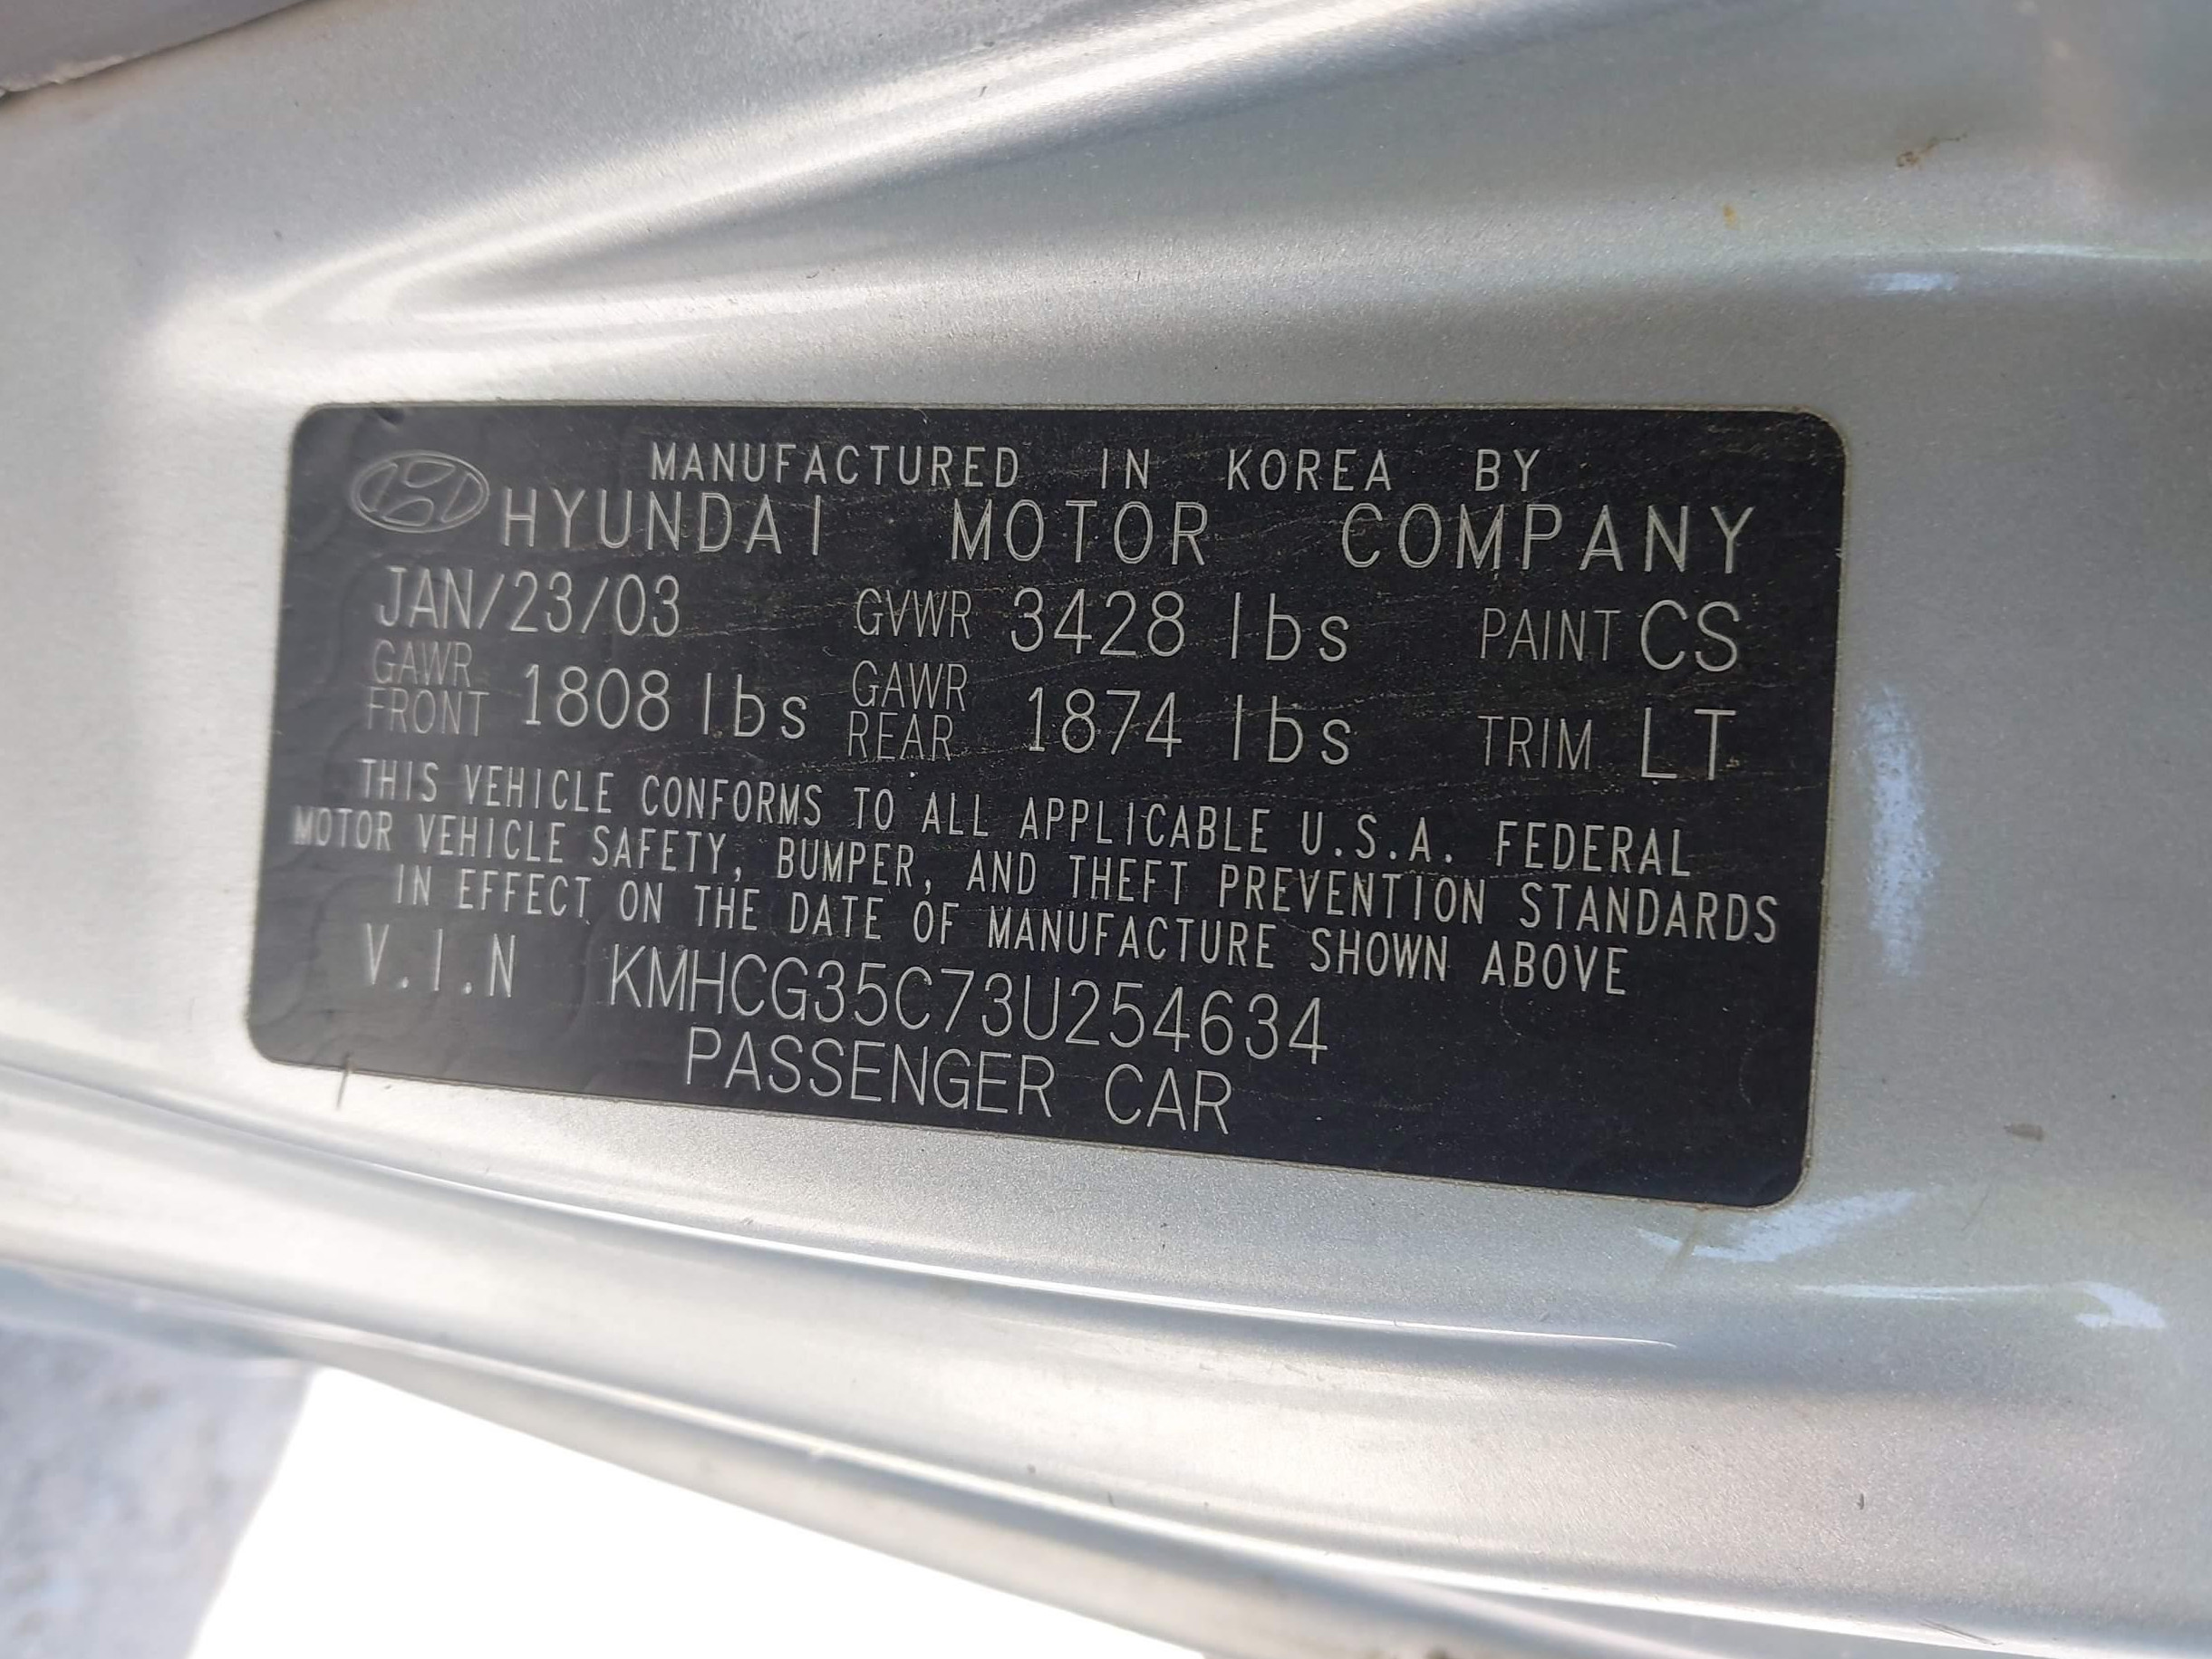 MANUFACTURED IN KOREA BY
HYUNDAI MOTOR COMPANY
JAN/23/03 GVWR 3428 lbs PAINT CS
GAWR FRONT 1808 lbs GAWR REAR 1874 lbs TRIM LT
THIS VEHICLE CONFORMS TO ALL APPLICABLE U.S.A. FEDERAL
MOTOR VEHICLE SAFETY, BUMPER, AND THEFT PREVENTION STANDARDS
IN EFFECT ON THE DATE OF MANUFACTURE SHOWN ABOVE
V.I.N KMHCG35C73U254634
PASSENGER CAR